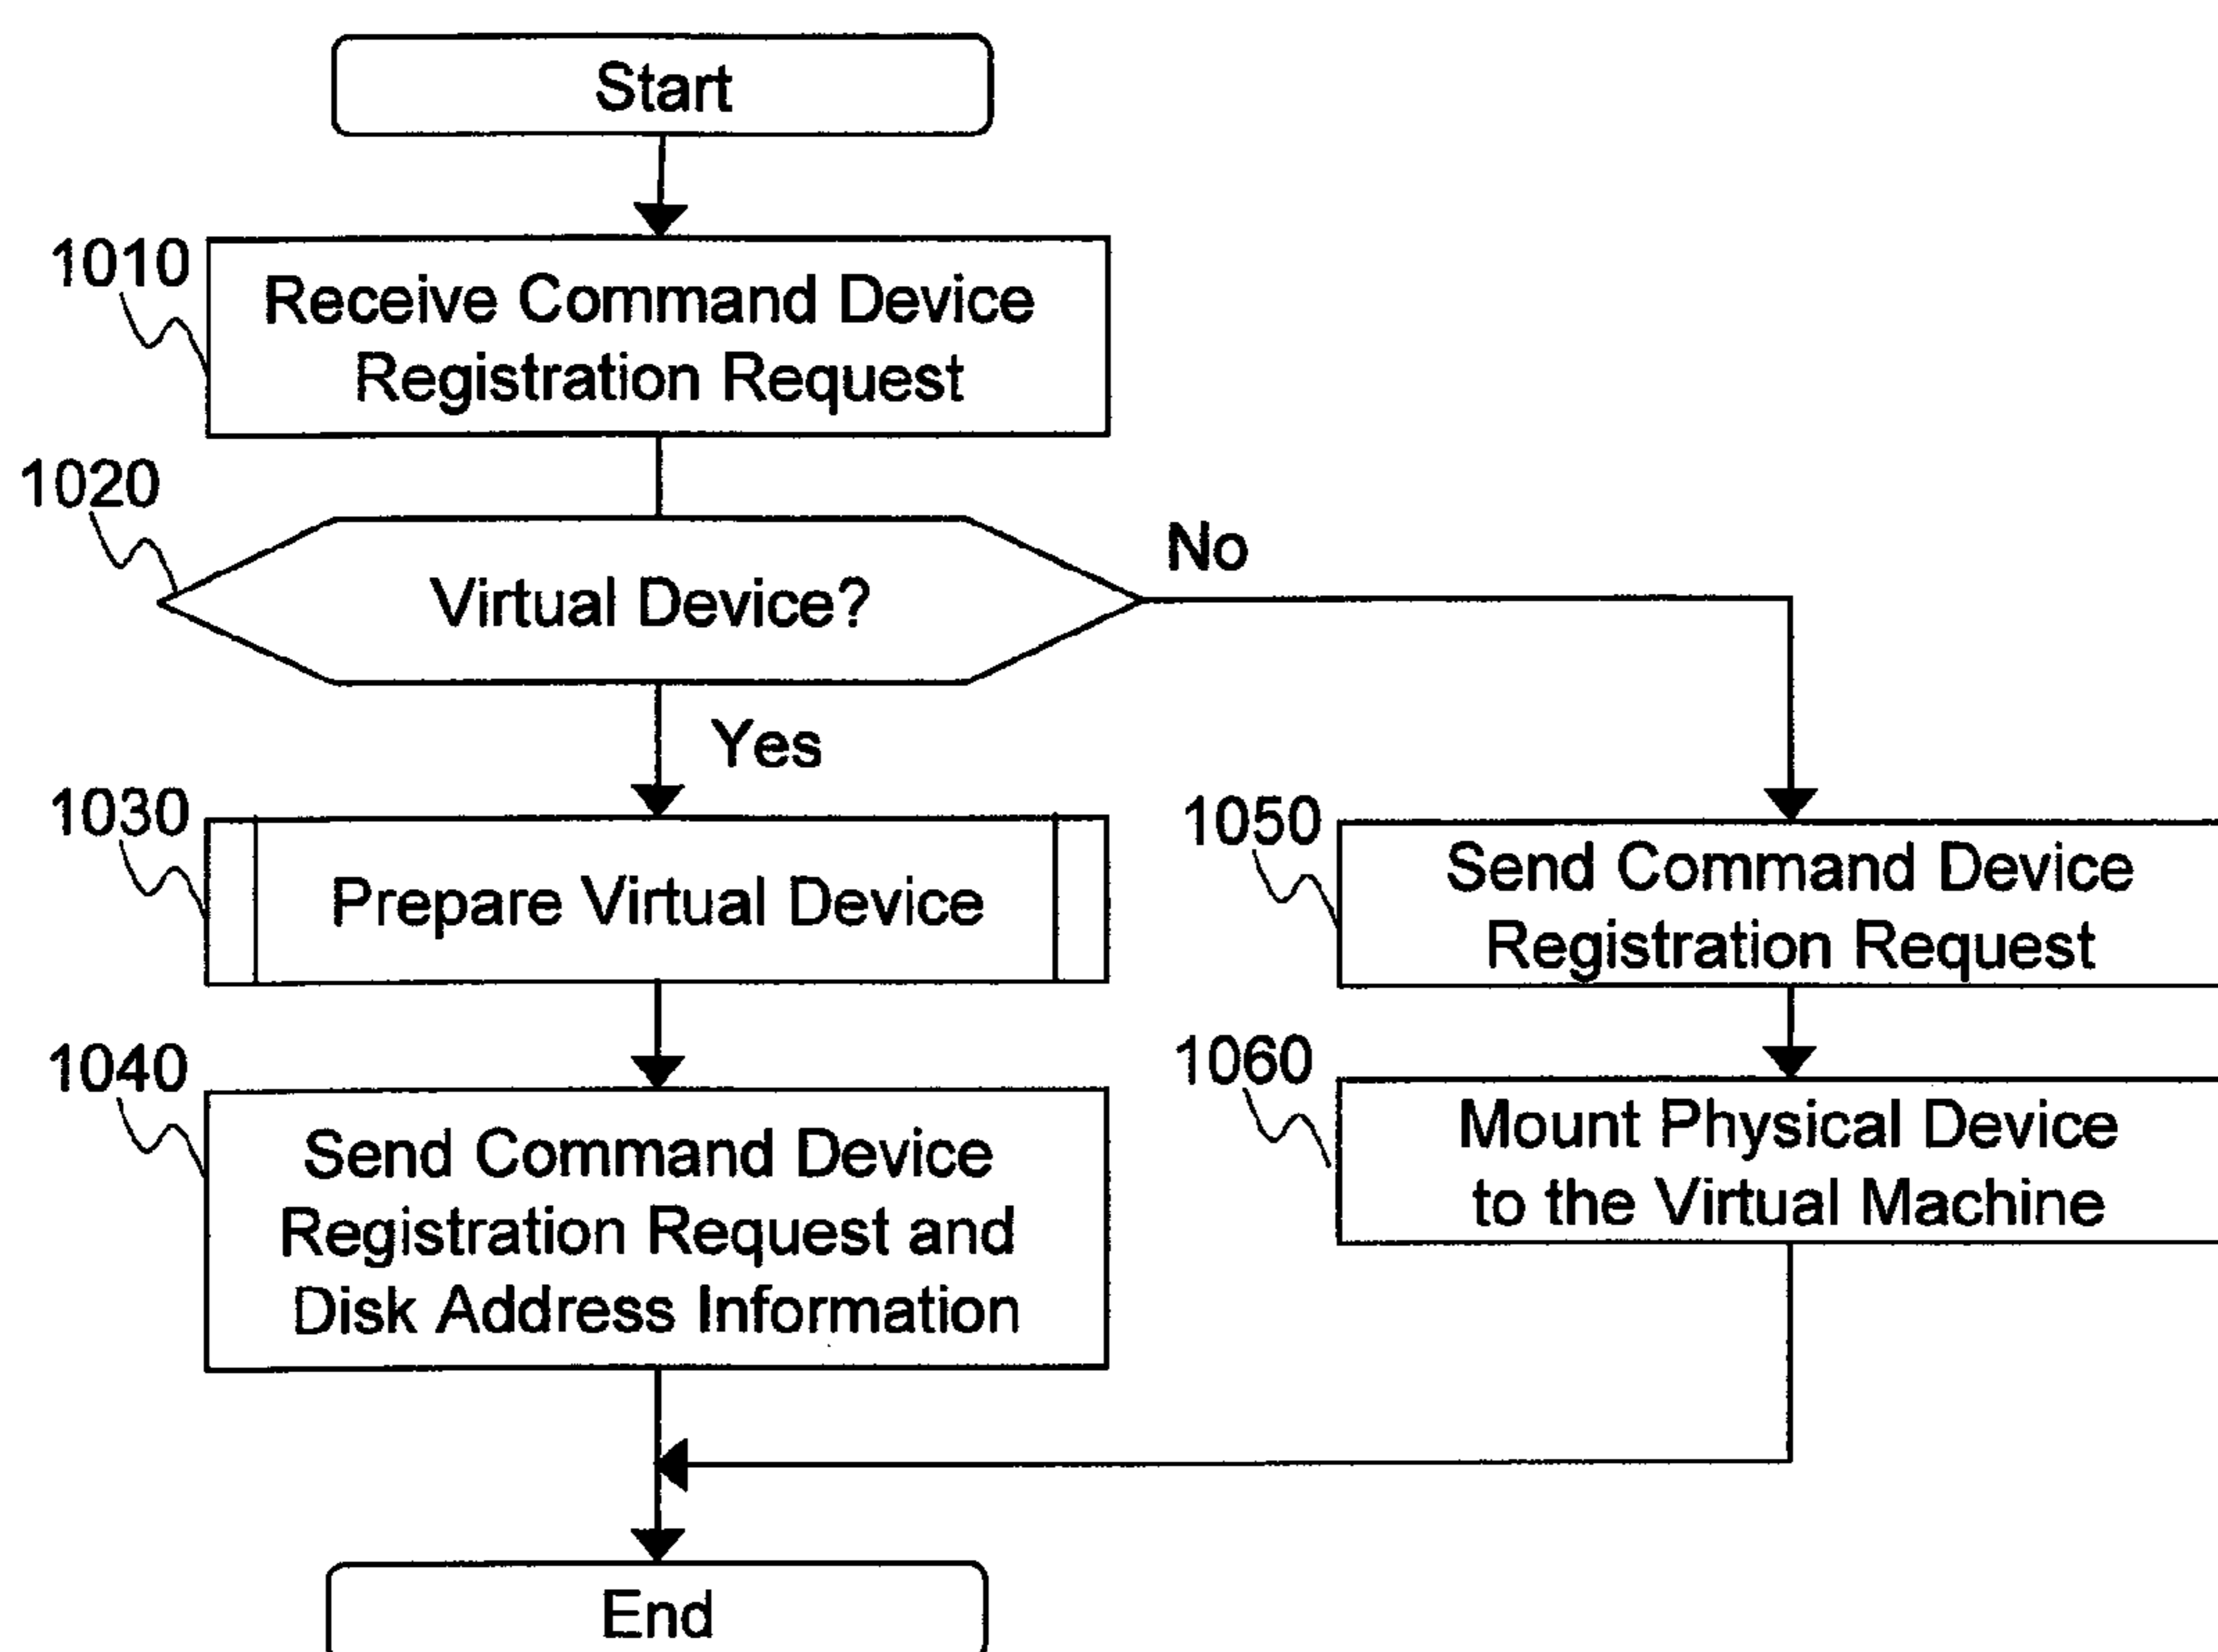 Start
1010
Receive Command Device
Registration Request
1020
Virtual Device?
No
Yes
1030
Prepare Virtual Device
1040
Send Command Device
Registration Request and
Disk Address Information
1050
Send Command Device
Registration Request
1060
Mount Physical Device
to the Virtual Machine
End